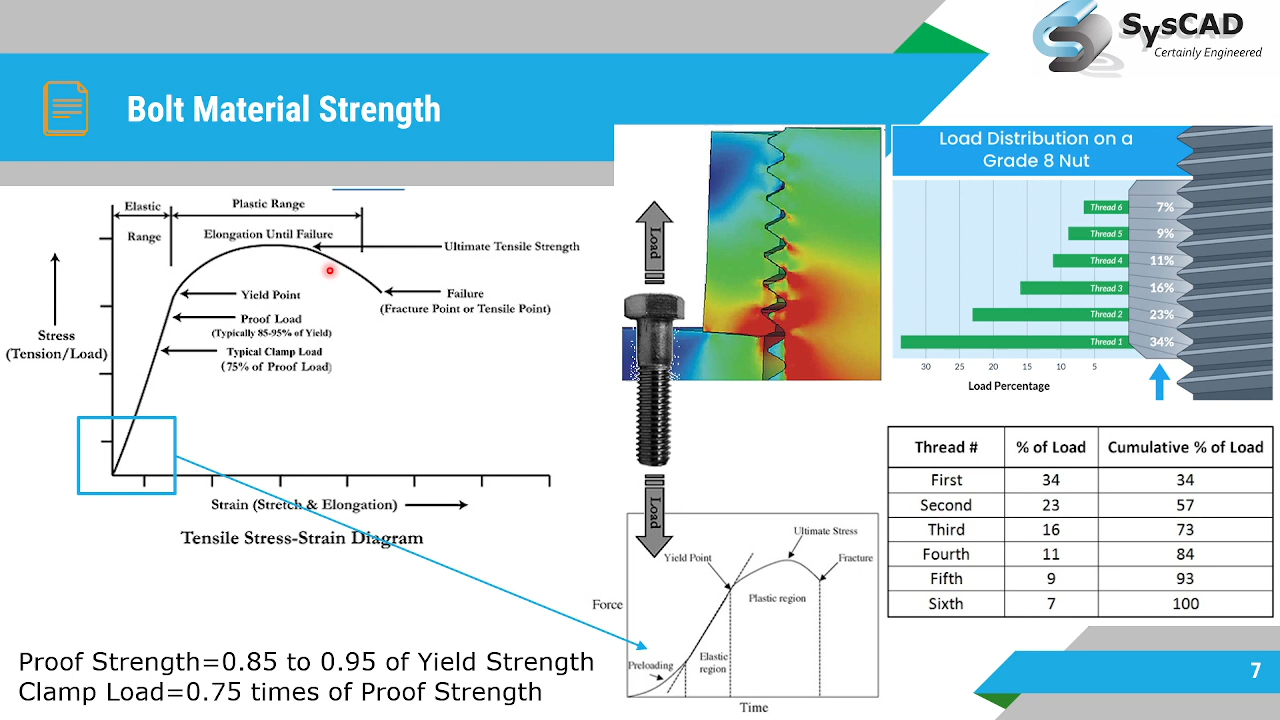 SysCAD
Certainly Engineered
Bolt Material Strength
Elastic
Range
Plastic Range
Elongation Until Failure
Ultimate Tensile Strength
Yield Point
Failure
(Fracture Point or Tensile Point)
Proof Load
(Typically 85-95% of Yield)
Typical Clamp Load
(75% of Proof Load)
Stress
(Tension/Load)
Strain (Stretch & Elongation)
Tensile Stress-Strain Diagram
Proof Strength=0.85 to 0.95 of Yield Strength
Clamp Load=0.75 times of Proof Strength
Load
Load
Ultimate Stress
Yield Point
Fracture
Plastic region
Force
Elastic
region
Preloading
Time
Load Distribution on a
Grade 8 Nut
Thread 6 7%
Thread 5 9%
Thread 4 11%
Thread 3 16%
Thread 2 23%
Thread 1 34%
30 25 20 15 10 5
Load Percentage
Thread # % of Load Cumulative % of Load
First 34 34
Second 23 57
Third 16 73
Fourth 11 84
Fifth 9 93
Sixth 7 100
7